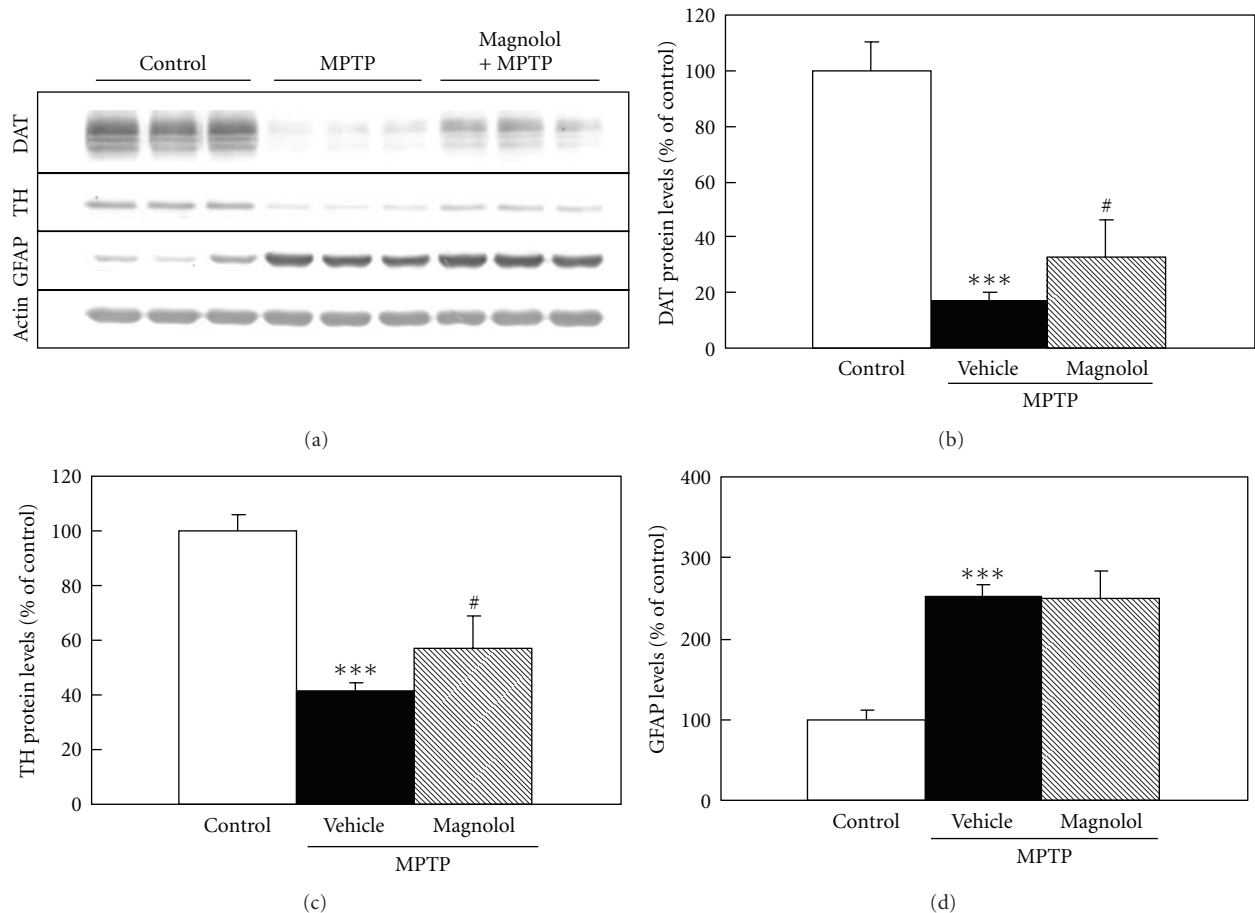 Control
MPTP
Magnolol
+ MPTP
DAT
TH
GFAP
Actin
(a)
DAT protein levels (% of control)
120
100
80
60
40
20
0
***
#
Control
Vehicle
Magnolol
MPTP
(b)
TH protein levels (% of control)
120
100
80
60
40
20
0
***
#
Control
Vehicle
Magnolol
MPTP
(c)
GFAP levels (% of control)
400
300
250
200
100
0
***
Control
Vehicle
Magnolol
MPTP
(d)